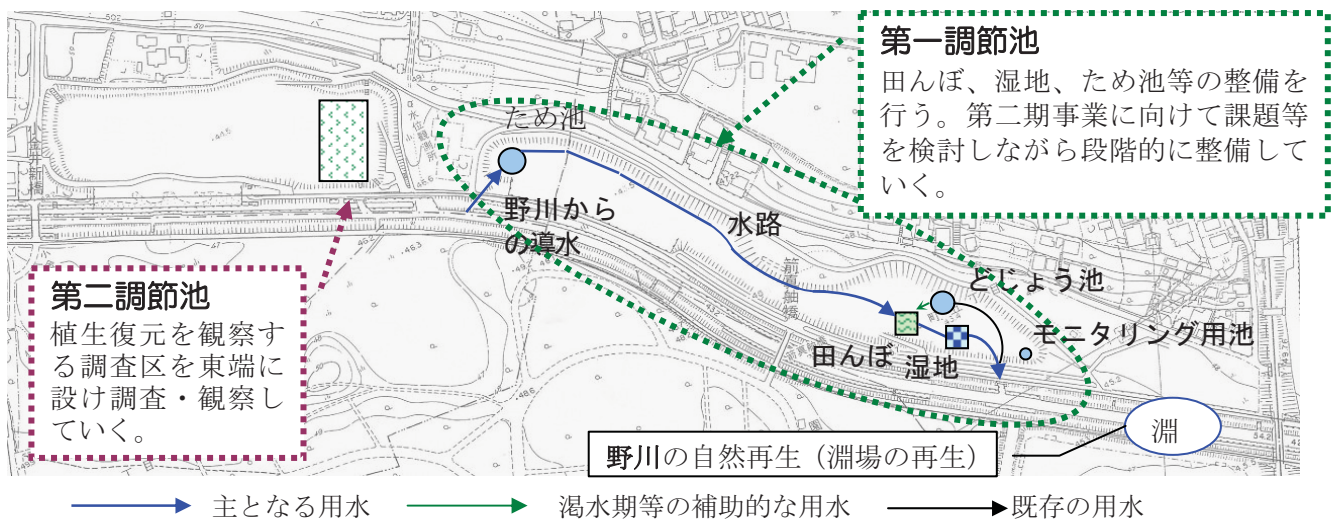 第一調節池
田んぼ、湿地、ため池等の整備を
行う。第二期事業に向けて課題等
を検討しながら段階的に整備して
いく。
ため池
野川から
の導水
水路
どじょう池
モニタリング用池
田んぼ
湿地
第二調節池
植生復元を観察す
る調査区を東端に
設け調査・観察し
ていく。
淵
野川の自然再生（淵場の再生）
主となる用水
渇水期等の補助的な用水
既存の用水